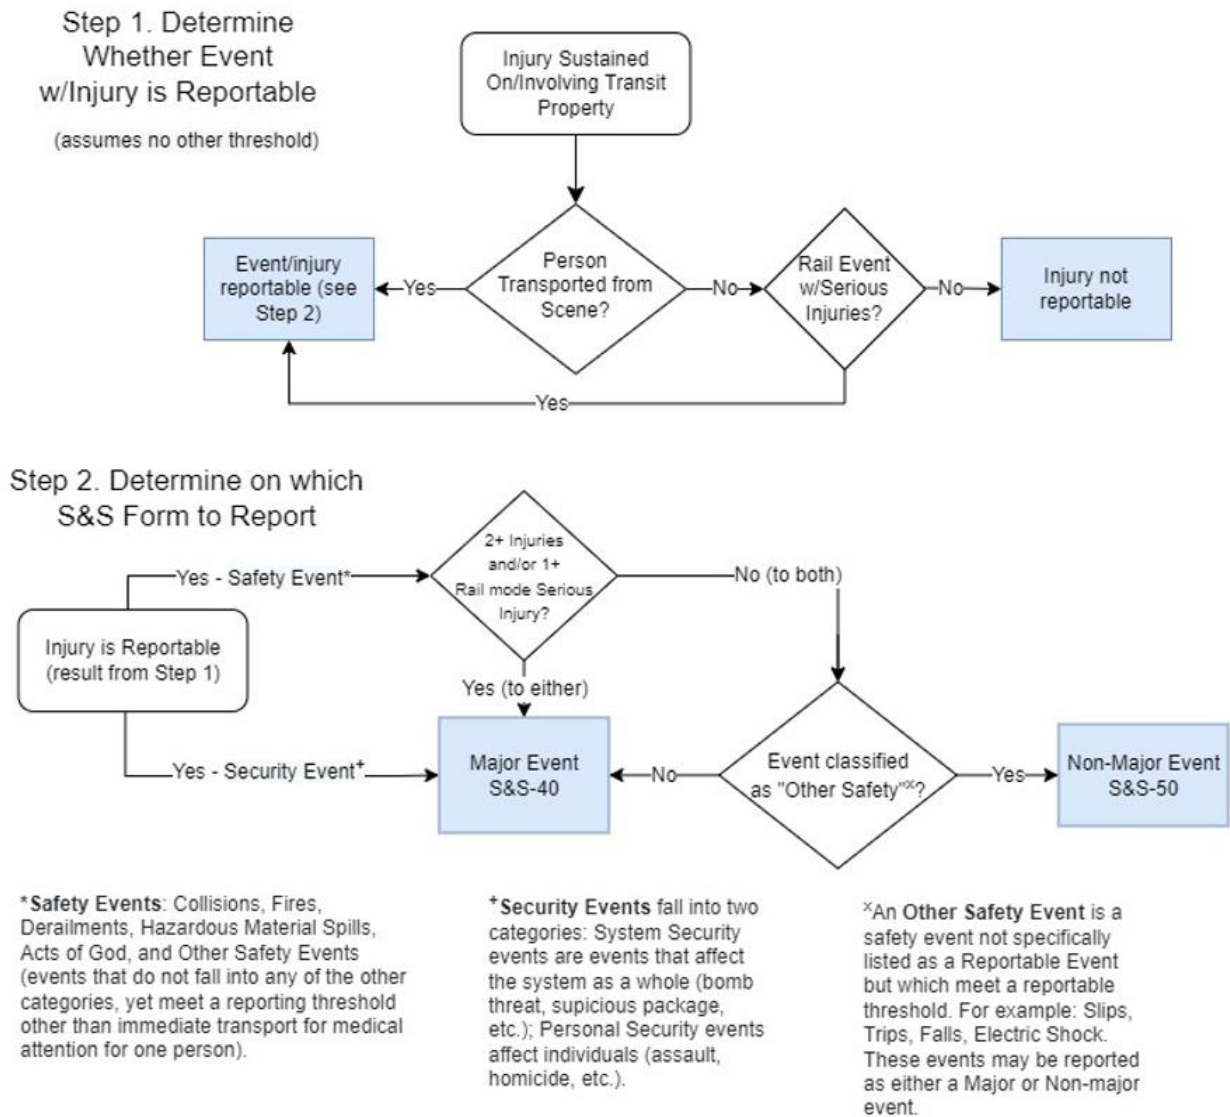 Step 1. Determine
Whether Event
w/Injury is Reportable
(assumes no other threshold)
Injury Sustained
On/Involving Transit
Property
Person
Transported from
Scene?
Yes
Event/injury
reportable (see
Step 2)
No
Rail Event
w/Serious
Injuries?
No
Injury not
reportable
Yes
Step 2. Determine on which
S&S Form to Report
Injury is Reportable
(result from Step 1)
Yes - Safety Event*
2+ Injuries
and/or 1+
Rail mode Serious
Injury?
No (to both)
Yes (to either)
Yes - Security Event+
Major Event
S&S-40
No
Event classified
as "Other Safety"x?
Yes
Non-Major Event
S&S-50
*Safety Events: Collisions, Fires,
Derailments, Hazardous Material Spills,
Acts of God, and Other Safety Events
(events that do not fall into any of the other
categories, yet meet a reporting threshold
other than immediate transport for medical
attention for one person).
+Security Events fall into two
categories: System Security
events are events that affect
the system as a whole (bomb
threat, supicious package,
etc.); Personal Security events
affect individuals (assault,
homicide, etc.).
xAn Other Safety Event is a
safety event not specifically
listed as a Reportable Event
but which meet a reportable
threshold. For example: Slips,
Trips, Falls, Electric Shock.
These events may be reported
as either a Major or Non-major
event.